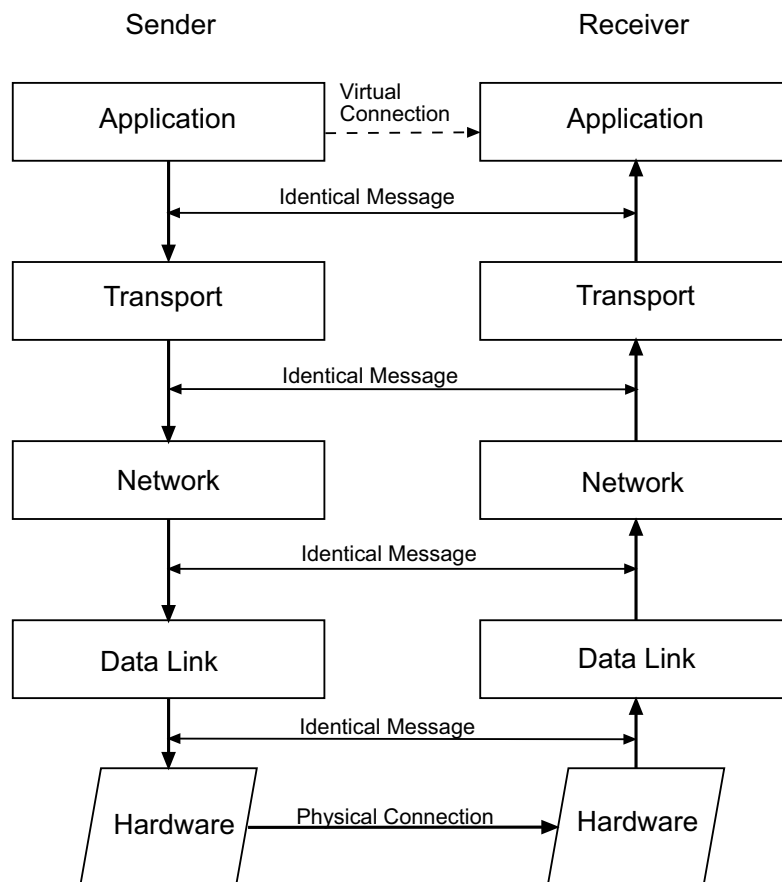 Sender
Receiver
Application
Virtual
Connection
Application
Identical Message
Transport
Transport
Identical Message
Network
Network
Identical Message
Data Link
Data Link
Identical Message
Hardware
Physical Connection
Hardware